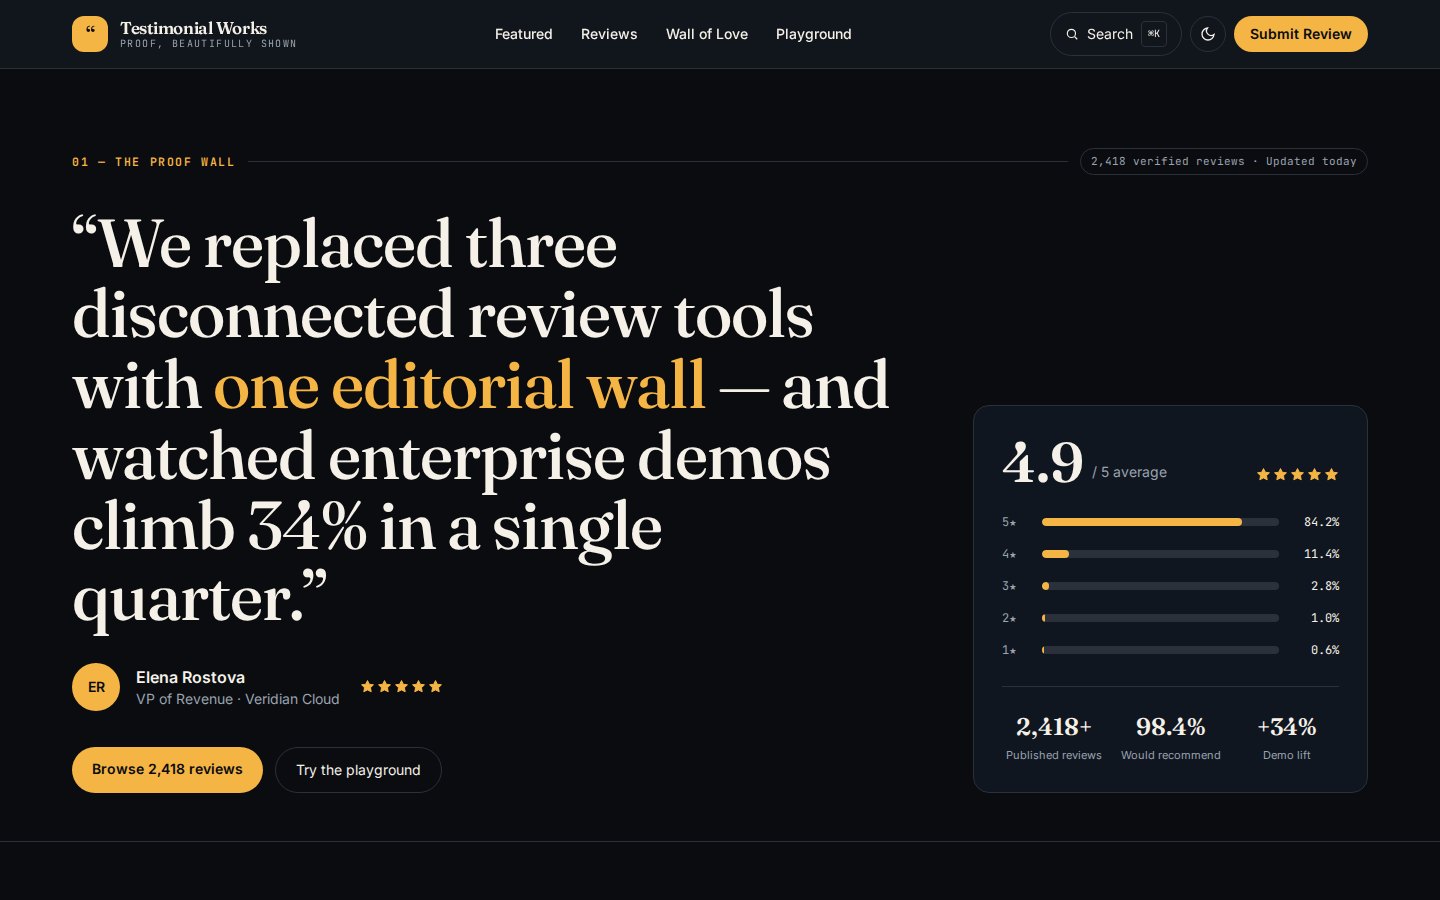 “
Testimonial Works
PROOF, BEAUTIFULLY SHOWN
Featured
Reviews
Wall of Love
Playground
Search
⌘K
Submit Review
01 — THE PROOF WALL
2,418 verified reviews · Updated today
“We replaced three
disconnected review tools
with one editorial wall — and
watched enterprise demos
climb 34% in a single
quarter.”
ER
Elena Rostova
VP of Revenue · Veridian Cloud
★★★★★
Browse 2,418 reviews
Try the playground
4.9 / 5 average ★★★★★
5★ 84.2%
4★ 11.4%
3★ 2.8%
2★ 1.0%
1★ 0.6%
2,418+
Published reviews
98.4%
Would recommend
+34%
Demo lift